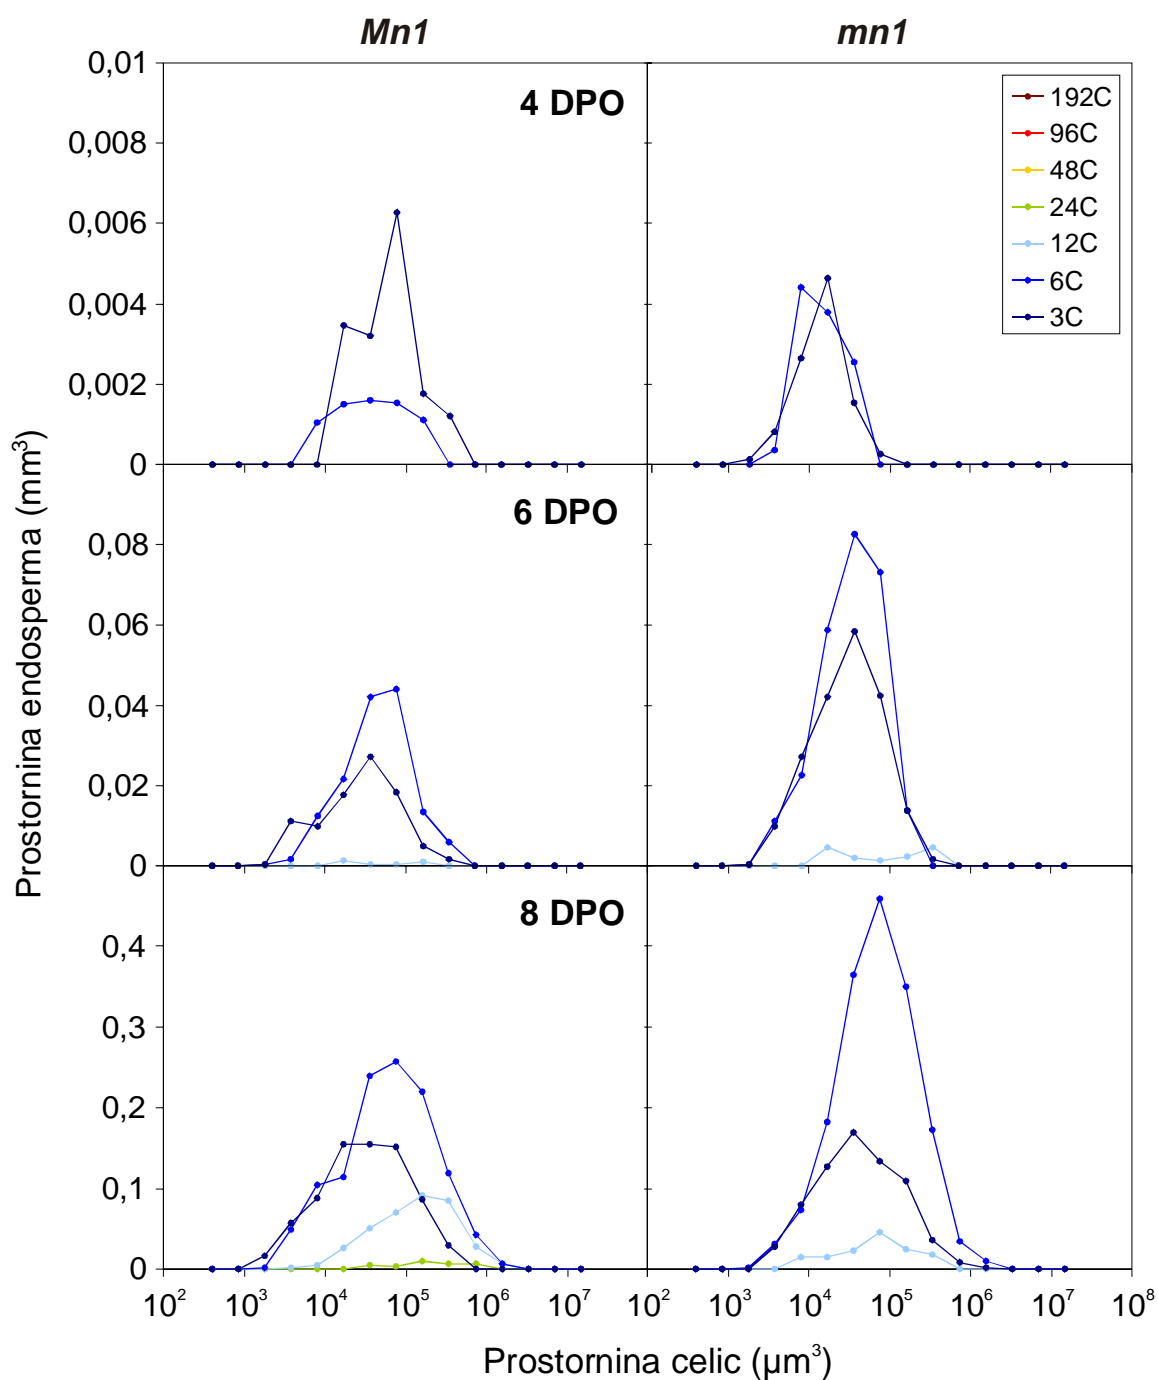 Mn1
mn1
0,01
0,008
0,006
0,004
0,002
0
4 DPO
192C
96C
48C
24C
12C
6C
3C
0,08
0,06
0,04
0,02
0
6 DPO
0,4
0,3
0,2
0,1
0
8 DPO
Prostornina endosperma (mm³)
10² 10³ 10⁴ 10⁵ 10⁶ 10⁷ 10² 10³ 10⁴ 10⁵ 10⁶ 10⁷ 10⁸
Prostornina celic (µm³)